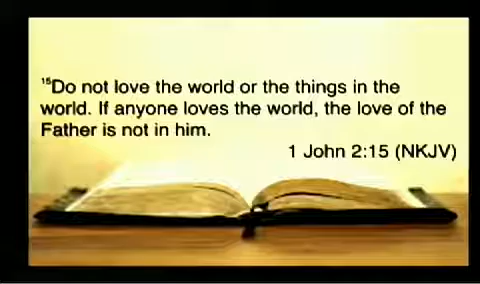 ¹⁵Do not love the world or the things in the
world. If anyone loves the world, the love of the
Father is not in him.
1 John 2:15 (NKJV)